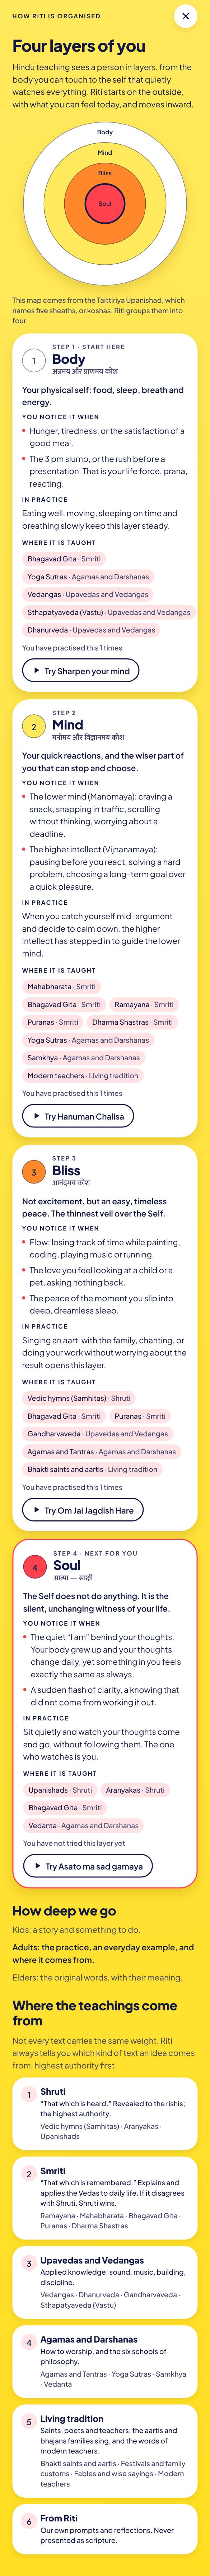 HOW RITI IS ORGANISED
Four layers of you
Hindu teaching sees a person in layers, from the
body you can touch to the self that quietly
watches everything. Riti starts on the outside,
with what you can feel today, and moves inward.
Body
Mind
Bliss
Soul
This map comes from the Taittiriya Upanishad, which
names five sheaths, or koshas. Riti groups them into
four.
1
STEP 1 · START HERE
Body
अन्नमय और प्राणमय कोश
Your physical self: food, sleep, breath and
energy.
YOU NOTICE IT WHEN
Hunger, tiredness, or the satisfaction of a
good meal.
The 3 pm slump, or the rush before a
presentation. That is your life force, prana,
reacting.
IN PRACTICE
Eating well, moving, sleeping on time and
breathing slowly keep this layer steady.
WHERE IT IS TAUGHT
Bhagavad Gita · Smriti
Yoga Sutras · Agamas and Darshanas
Vedangas · Upavedas and Vedangas
Sthapatyaveda (Vastu) · Upavedas and Vedangas
Dhanurveda · Upavedas and Vedangas
You have practised this 1 times
Try Sharpen your mind
2
STEP 2
Mind
मनोमय और विज्ञानमय कोश
Your quick reactions, and the wiser part of
you that can stop and choose.
YOU NOTICE IT WHEN
The lower mind (Manomaya): craving a
snack, snapping in traffic, scrolling
without thinking, worrying about a
deadline.
The higher intellect (Vijnanamaya):
pausing before you react, solving a hard
problem, choosing a long-term goal over
a quick pleasure.
IN PRACTICE
When you catch yourself mid-argument
and decide to calm down, the higher
intellect has stepped in to guide the lower
mind.
WHERE IT IS TAUGHT
Mahabharata · Smriti
Bhagavad Gita · Smriti Ramayana · Smriti
Puranas · Smriti Dharma Shastras · Smriti
Yoga Sutras · Agamas and Darshanas
Samkhya · Agamas and Darshanas
Modern teachers · Living tradition
You have practised this 1 times
Try Hanuman Chalisa
3
STEP 3
Bliss
आनंदमय कोश
Not excitement, but an easy, timeless
peace. The thinnest veil over the Self.
YOU NOTICE IT WHEN
Flow: losing track of time while painting,
coding, playing music or running.
The love you feel looking at a child or a
pet, asking nothing back.
The peace of the moment you slip into
deep, dreamless sleep.
IN PRACTICE
Singing an aarti with the family, chanting, or
doing your work without worrying about the
result opens this layer.
WHERE IT IS TAUGHT
Vedic hymns (Samhitas) · Shruti
Bhagavad Gita · Smriti Puranas · Smriti
Gandharvaveda · Upavedas and Vedangas
Agamas and Tantras · Agamas and Darshanas
Bhakti saints and aartis · Living tradition
You have practised this 1 times
Try Om Jai Jagdish Hare
4
STEP 4 · NEXT FOR YOU
Soul
आत्मा — साक्षी
The Self does not do anything. It is the
silent, unchanging witness of your life.
YOU NOTICE IT WHEN
The quiet “I am” behind your thoughts.
Your body grew up and your thoughts
change daily, yet something in you feels
exactly the same as always.
A sudden flash of clarity, a knowing that
did not come from working it out.
IN PRACTICE
Sit quietly and watch your thoughts come
and go, without following them. The one
who watches is you.
WHERE IT IS TAUGHT
Upanishads · Shruti Aranyakas · Shruti
Bhagavad Gita · Smriti
Vedanta · Agamas and Darshanas
You have not tried this layer yet
Try Asato ma sad gamaya
How deep we go
Kids: a story and something to do.
Adults: the practice, an everyday example, and
where it comes from.
Elders: the original words, with their meaning.
Where the teachings come
from
Not every text carries the same weight. Riti
always tells you which kind of text an idea comes
from, highest authority first.
1
Shruti
“That which is heard.” Revealed to the rishis;
the highest authority.
Vedic hymns (Samhitas) · Aranyakas ·
Upanishads
2
Smriti
“That which is remembered.” Explains and
applies the Vedas to daily life. If it disagrees
with Shruti, Shruti wins.
Ramayana · Mahabharata · Bhagavad Gita ·
Puranas · Dharma Shastras
3
Upavedas and Vedangas
Applied knowledge: sound, music, building,
discipline.
Vedangas · Dhanurveda · Gandharvaveda ·
Sthapatyaveda (Vastu)
4
Agamas and Darshanas
How to worship, and the six schools of
philosophy.
Agamas and Tantras · Yoga Sutras · Samkhya
· Vedanta
5
Living tradition
Saints, poets and teachers: the aartis and
bhajans families sing, and the words of
modern teachers.
Bhakti saints and aartis · Festivals and family
customs · Fables and wise sayings · Modern
teachers
6
From Riti
Our own prompts and reflections. Never
presented as scripture.